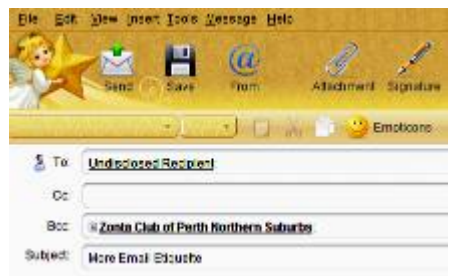 File Edit View Insert Tools Message Help
Send Save From Attachment Signature
Emoticons
To: Undisclosed Recipient
Cc:
Bcc: Zonta Club of Perth Northern Suburbs
Subject: More Email Etiquette